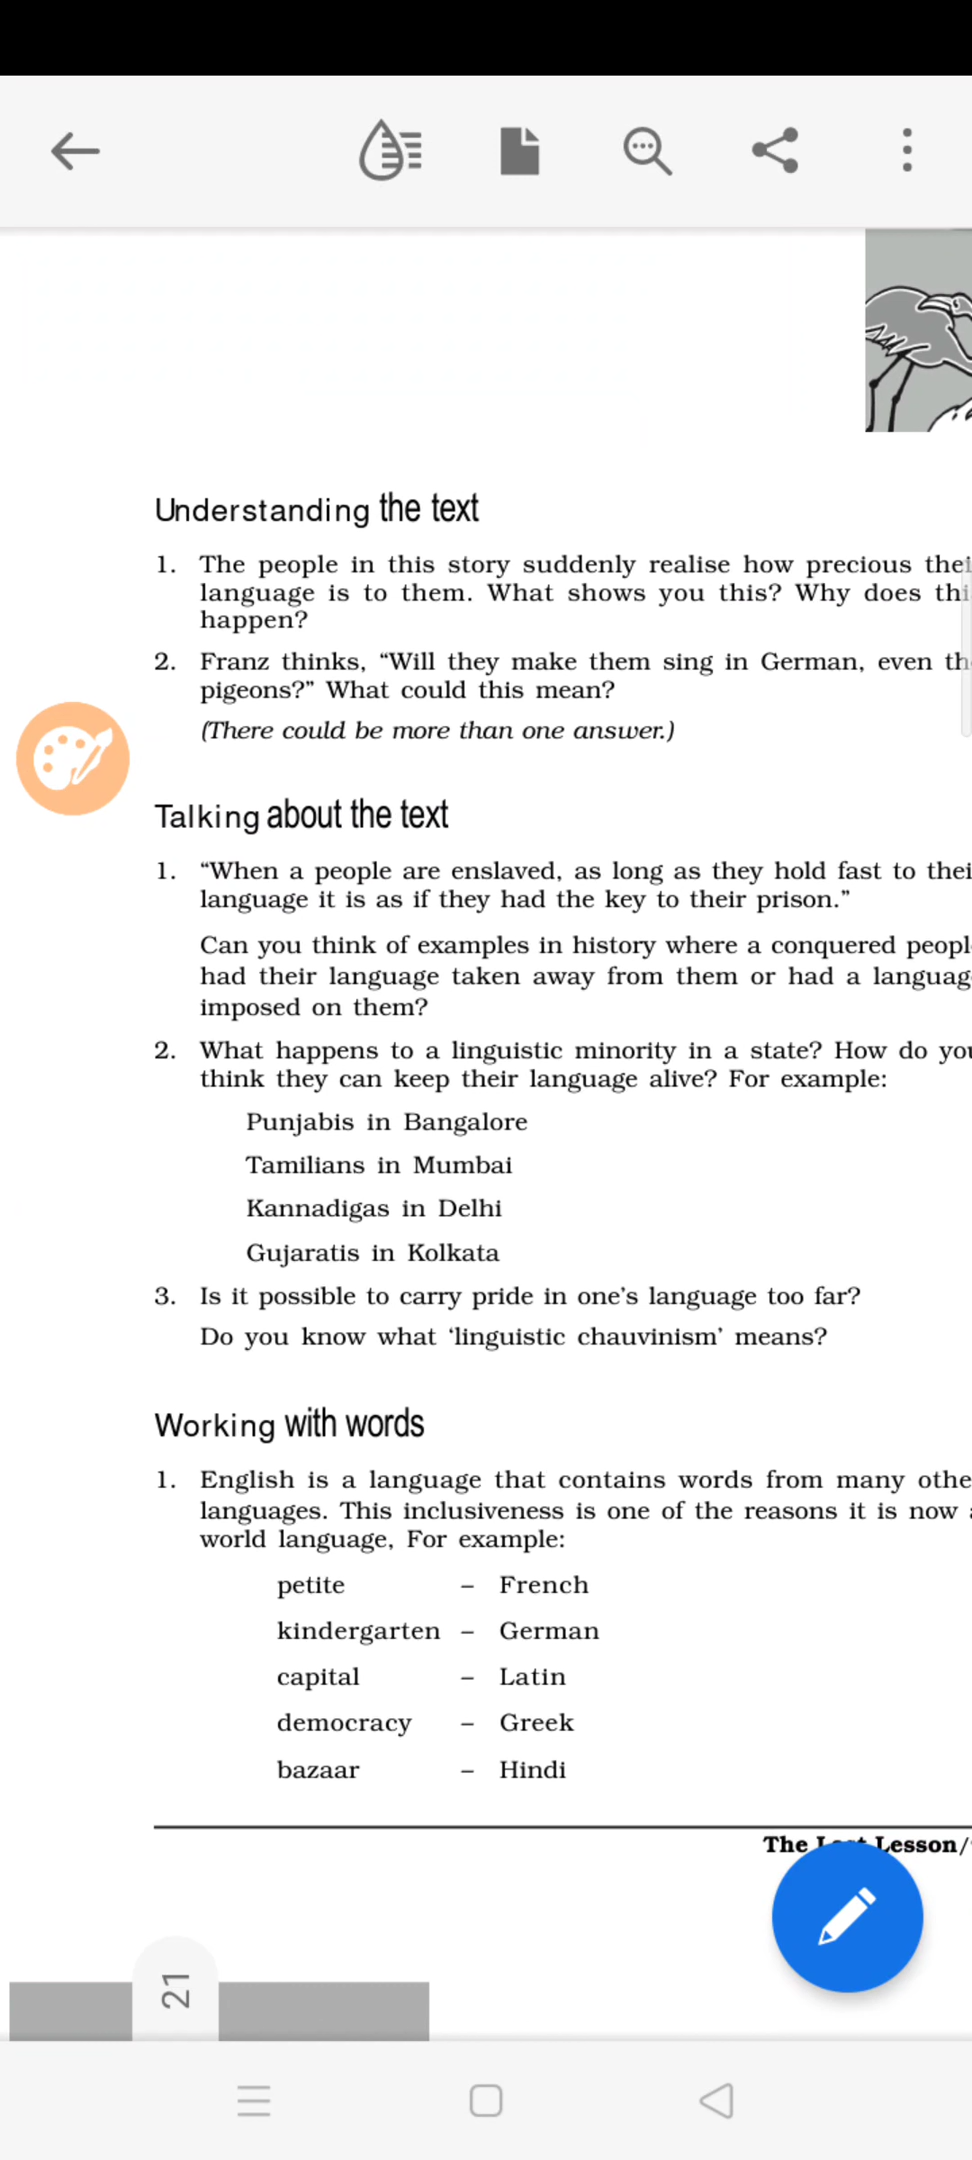 Understanding the text
1. The people in this story suddenly realise how precious thei
language is to them. What shows you this? Why does thi
happen?
2. Franz thinks, “Will they make them sing in German, even th
pigeons?” What could this mean?
(There could be more than one answer.)
Talking about the text
1. “When a people are enslaved, as long as they hold fast to thei
language it is as if they had the key to their prison.”
Can you think of examples in history where a conquered peopl
had their language taken away from them or had a languag
imposed on them?
2. What happens to a linguistic minority in a state? How do you
think they can keep their language alive? For example:
Punjabis in Bangalore
Tamilians in Mumbai
Kannadigas in Delhi
Gujaratis in Kolkata
3. Is it possible to carry pride in one’s language too far?
Do you know what ‘linguistic chauvinism’ means?
Working with words
1. English is a language that contains words from many othe
languages. This inclusiveness is one of the reasons it is now a
world language, For example:
petite – French
kindergarten – German
capital – Latin
democracy – Greek
bazaar – Hindi
The Last Lesson/
21